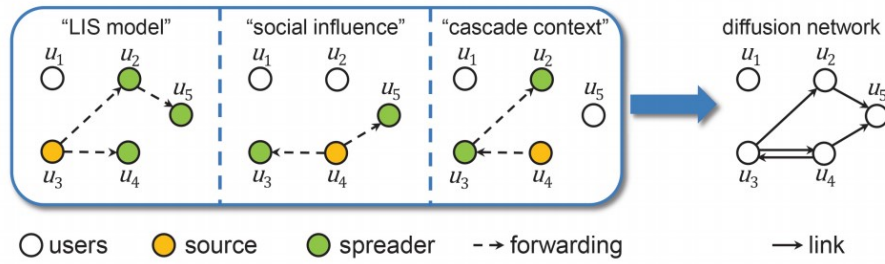 "LIS model" "social influence" "cascade context" diffusion network
u1 u2 u1 u2 u1 u2 u1 u2
u5 u5 u5 u5
u3 u4 u3 u4 u3 u4 u3 u4
users source spreader forwarding link